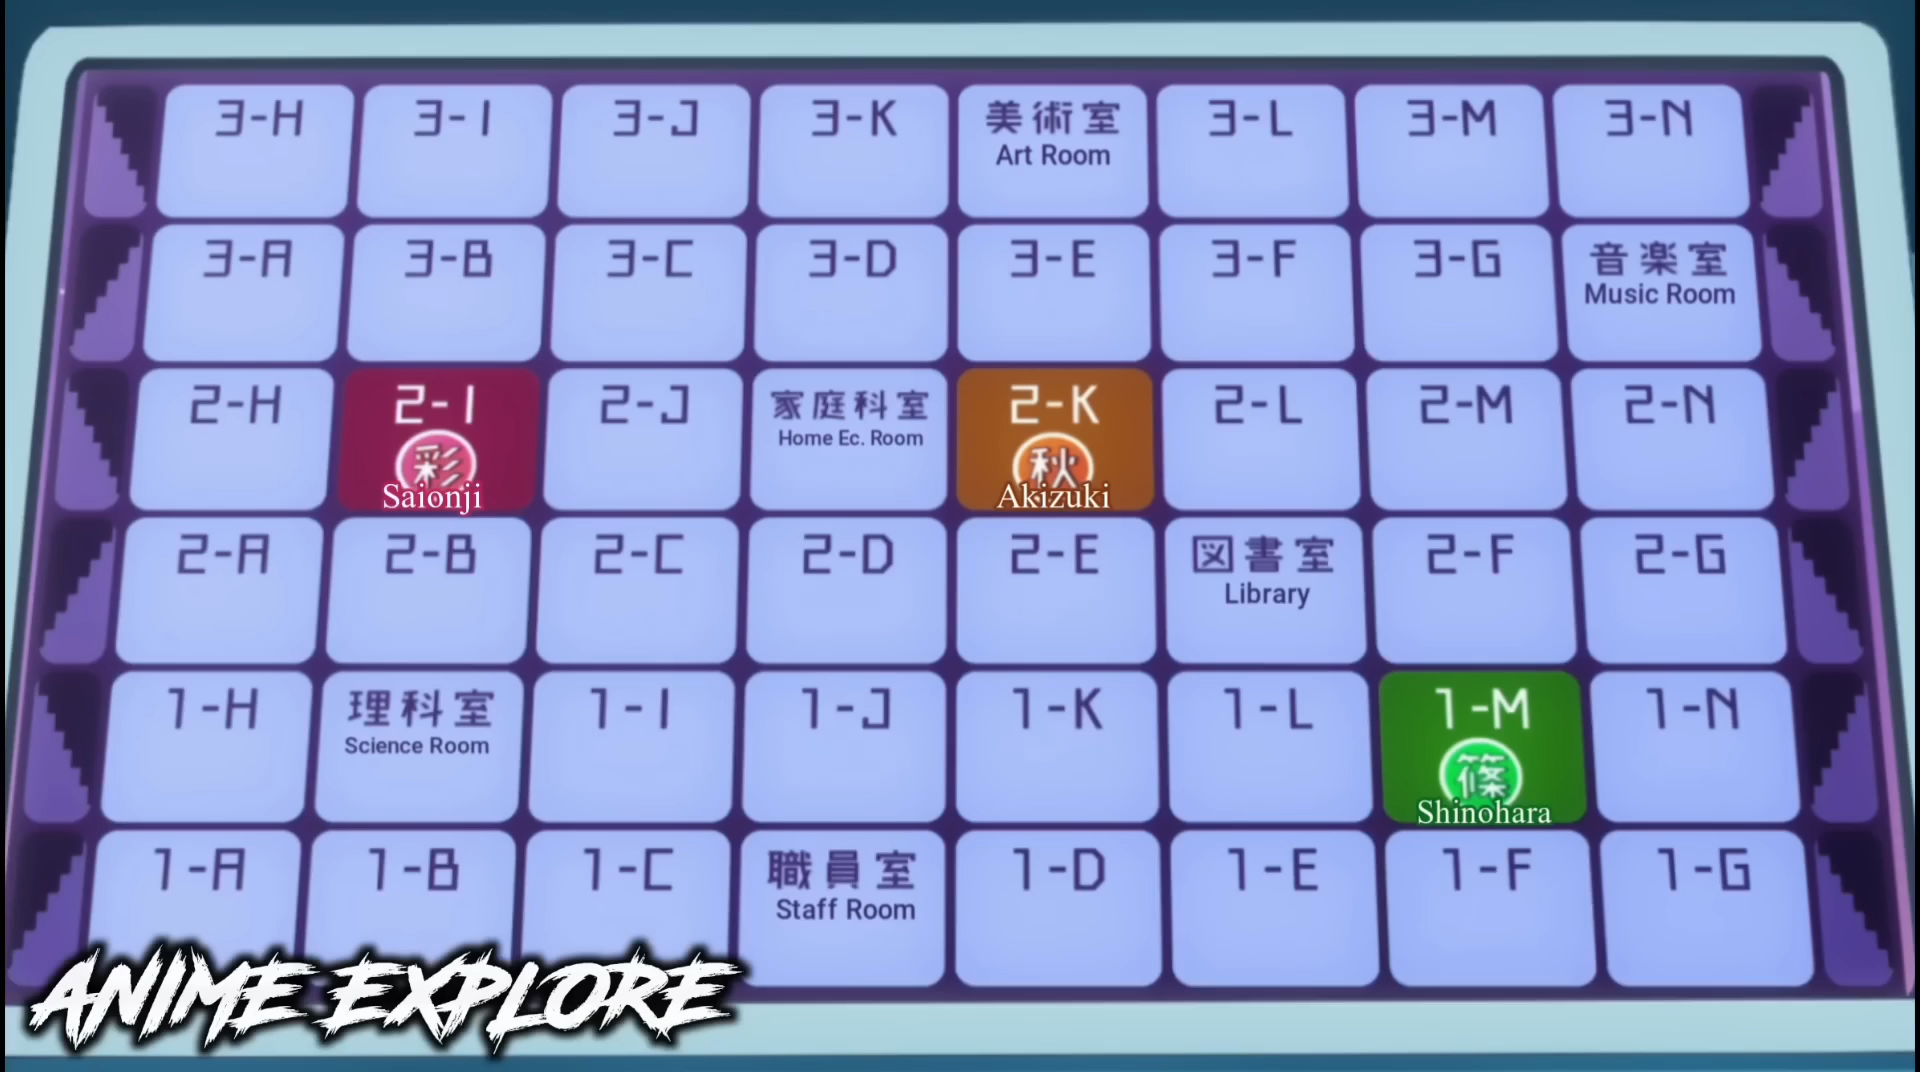 3-H
3-I
3-J
3-K
美術室
Art Room
3-L
3-M
3-N
3-A
3-B
3-C
3-D
3-E
3-F
3-G
音楽室
Music Room
2-H
2-I
彩
Saionji
2-J
家庭科室
Home Ec. Room
2-K
秋
Akizuki
2-L
2-M
2-N
2-A
2-B
2-C
2-D
2-E
図書室
Library
2-F
2-G
1-H
理科室
Science Room
1-I
1-J
1-K
1-L
1-M
篠
Shinohara
1-N
1-A
1-B
1-C
職員室
Staff Room
1-D
1-E
1-F
1-G
ANIME EXPLORE